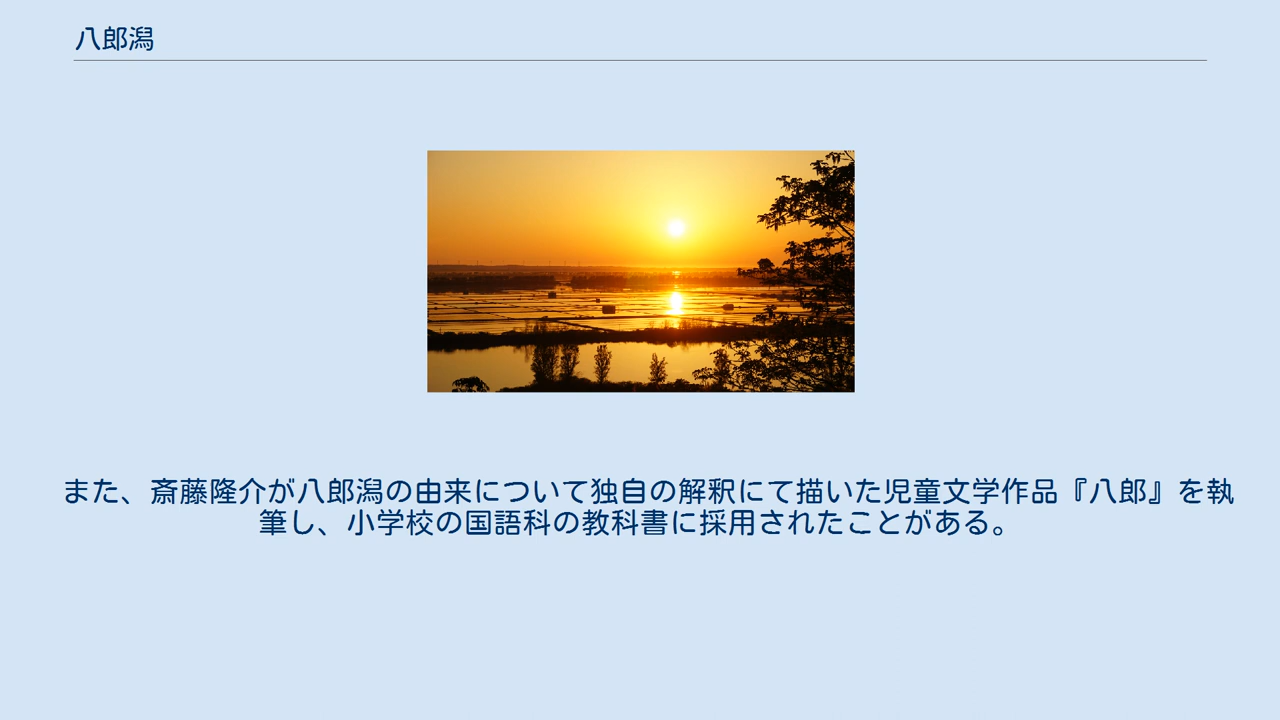 八郎潟
また、斎藤隆介が八郎潟の由来について独自の解釈にて描いた児童文学作品『八郎』を執
筆し、小学校の国語科の教科書に採用されたことがある。